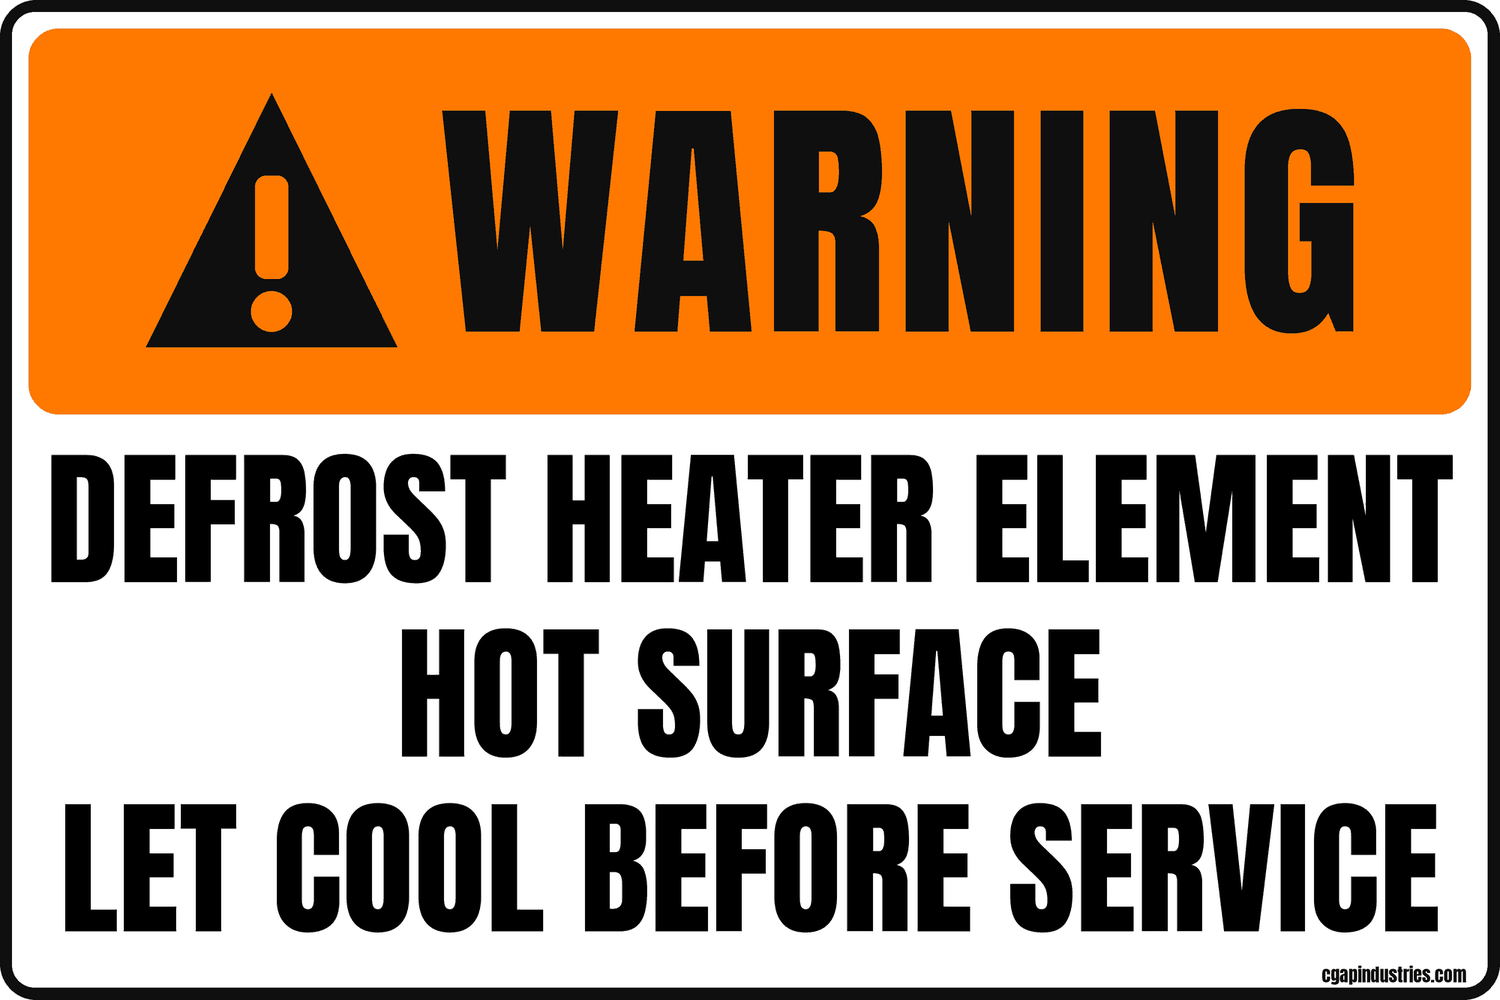 WARNING
DEFROST HEATER ELEMENT
HOT SURFACE
LET COOL BEFORE SERVICE
cgapindustries.com